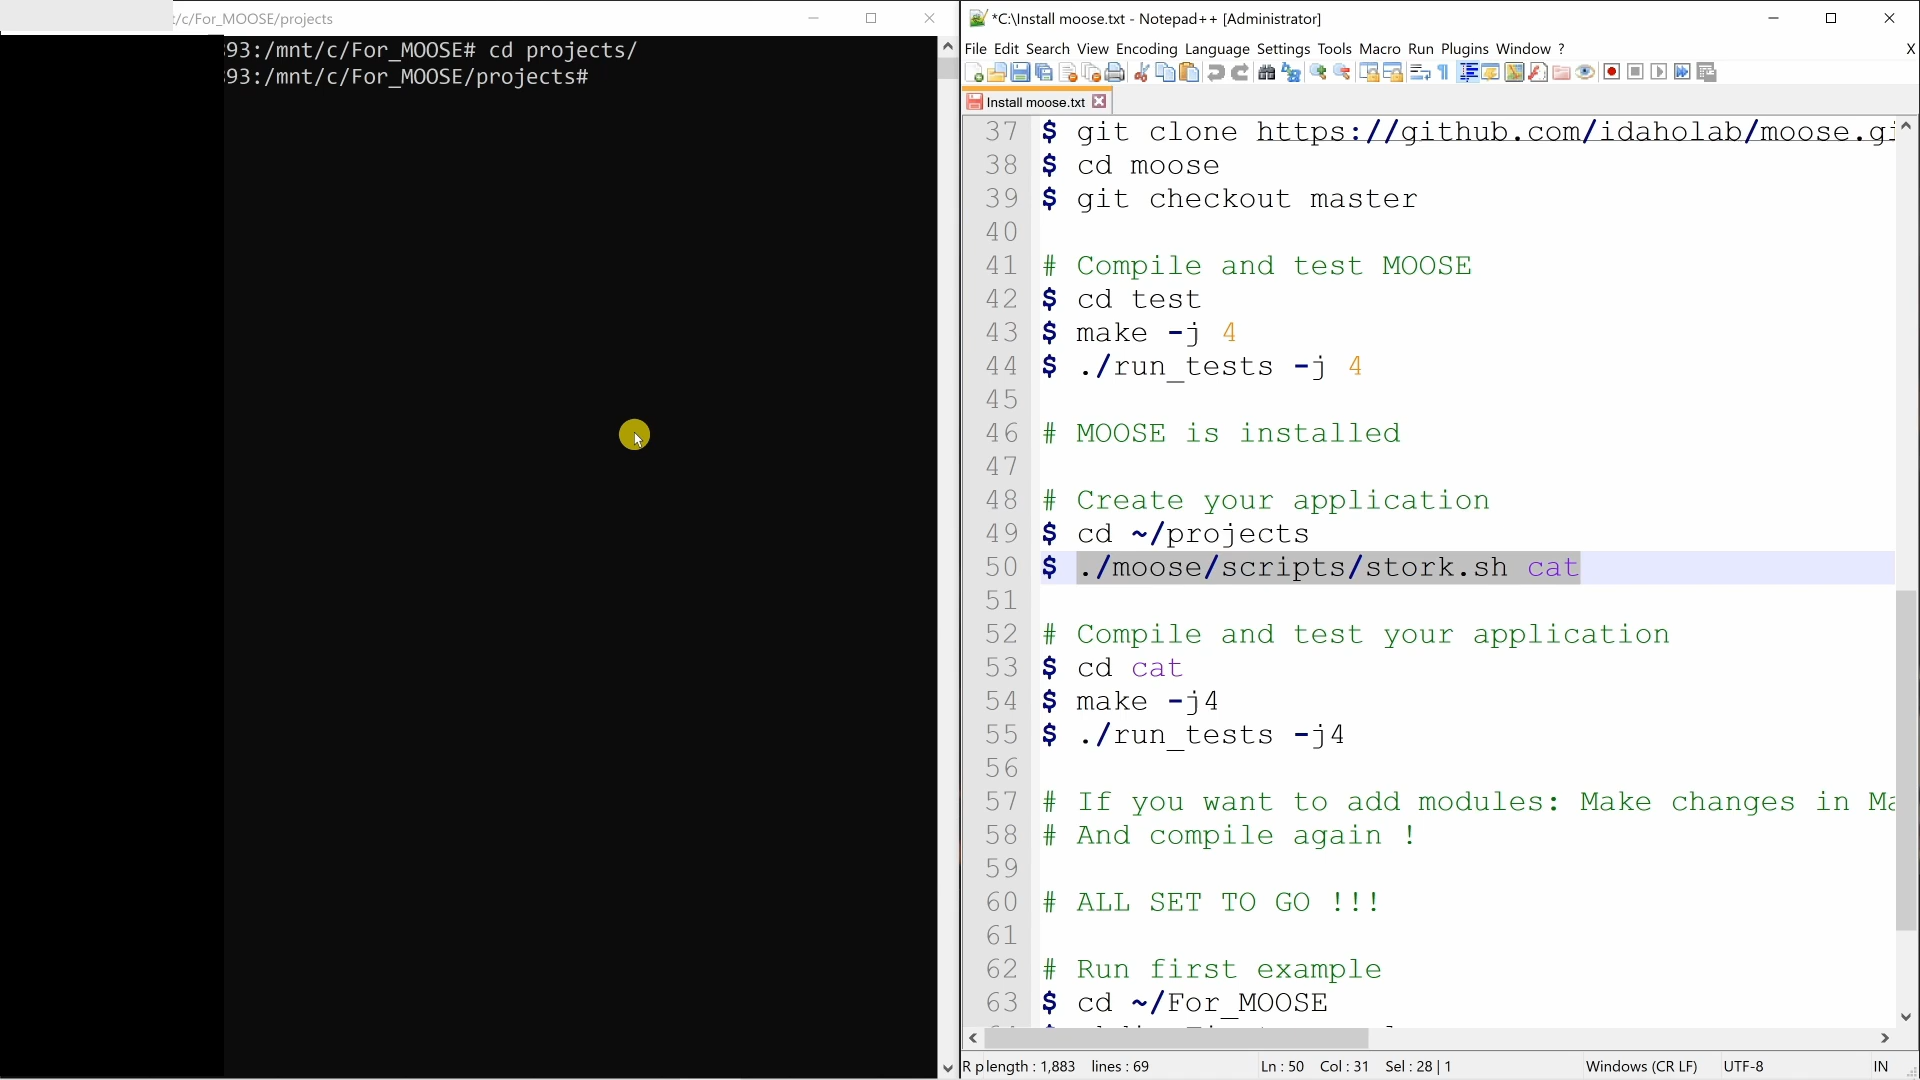 :/c/For_MOOSE/projects
93:/mnt/c/For_MOOSE# cd projects/
93:/mnt/c/For_MOOSE/projects#
*C:\Install moose.txt - Notepad++ [Administrator]
File Edit Search View Encoding Language Settings Tools Macro Run Plugins Window ?
X
Install moose.txt
37 $ git clone https://github.com/idaholab/moose.gi
38 $ cd moose
39 $ git checkout master
40
41 # Compile and test MOOSE
42 $ cd test
43 $ make -j 4
44 $ ./run_tests -j 4
45
46 # MOOSE is installed
47
48 # Create your application
49 $ cd ~/projects
50 $ ./moose/scripts/stork.sh cat
51
52 # Compile and test your application
53 $ cd cat
54 $ make -j4
55 $ ./run_tests -j4
56
57 # If you want to add modules: Make changes in Ma
58 # And compile again !
59
60 # ALL SET TO GO !!!
61
62 # Run first example
63 $ cd ~/For_MOOSE
R p length : 1,883 lines : 69 Ln : 50 Col : 31 Sel : 28 | 1 Windows (CR LF) UTF-8 IN